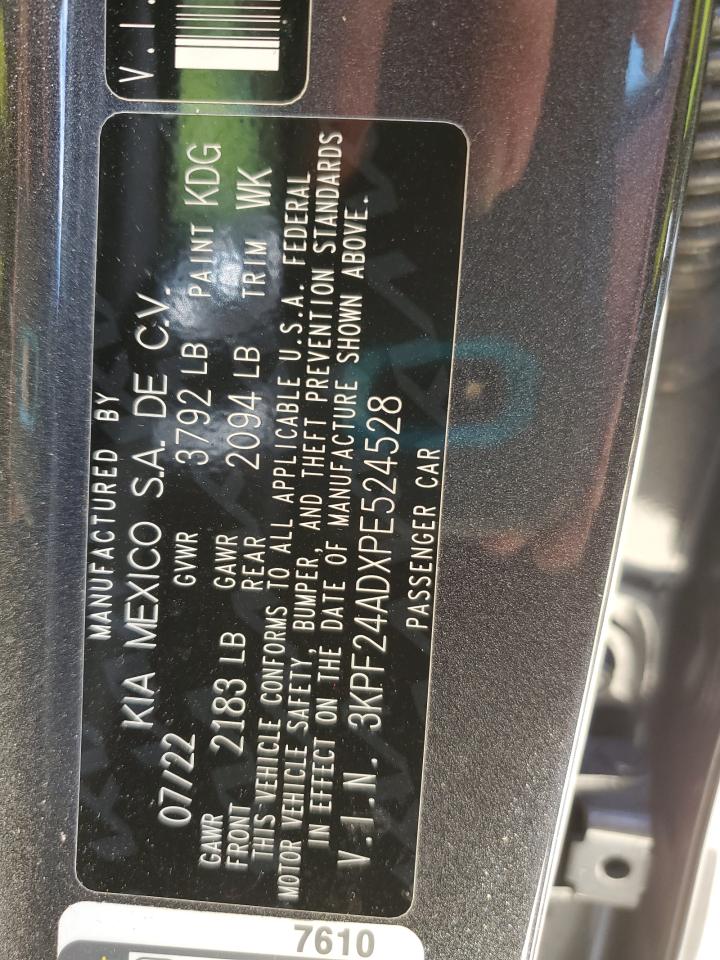 V.I.
MANUFACTURED BY
KIA MEXICO S.A. DE C.V.
07/22 GVWR 3792 LB PAINT KDG
GAWR FRONT 2183 LB GAWR REAR 2094 LB TRIM WK
THIS VEHICLE CONFORMS TO ALL APPLICABLE U.S.A. FEDERAL
MOTOR VEHICLE SAFETY, BUMPER, AND THEFT PREVENTION STANDARDS
IN EFFECT ON THE DATE OF MANUFACTURE SHOWN ABOVE.
V.I.N. 3KPF24ADXPE524528
PASSENGER CAR
7610